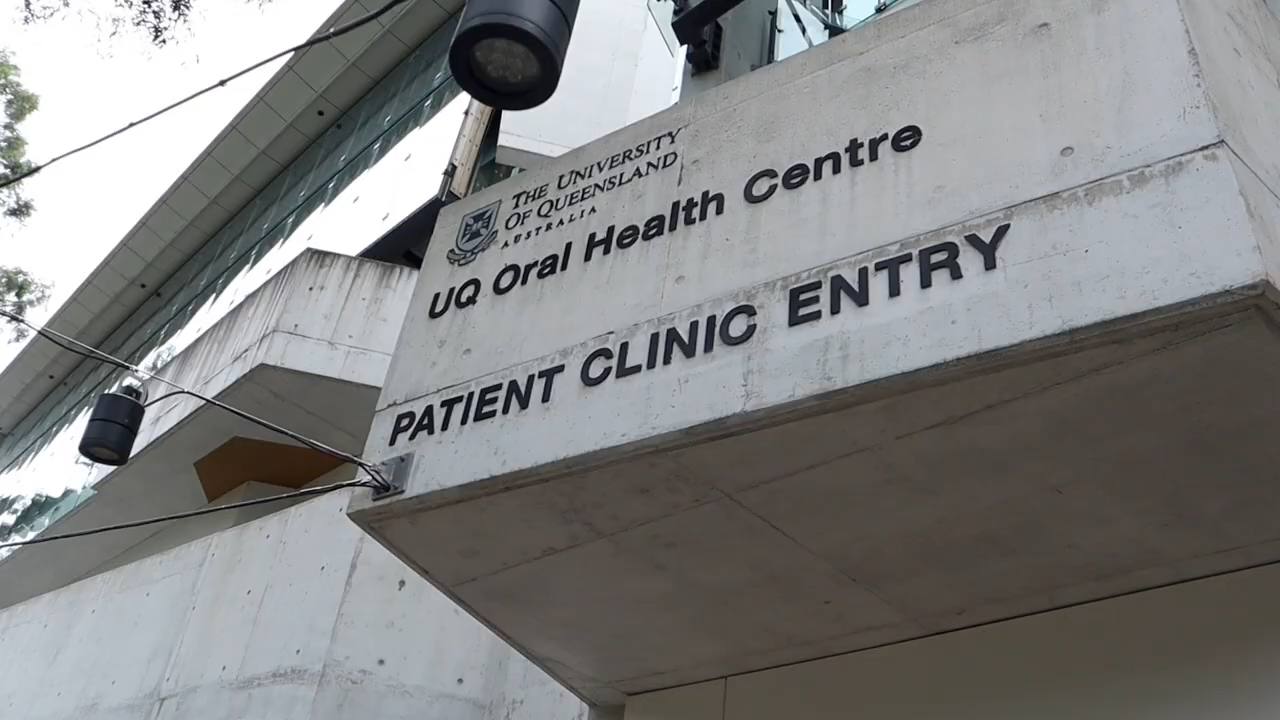 THE UNIVERSITY
OF QUEENSLAND
AUSTRALIA
UQ Oral Health Centre
PATIENT CLINIC ENTRY